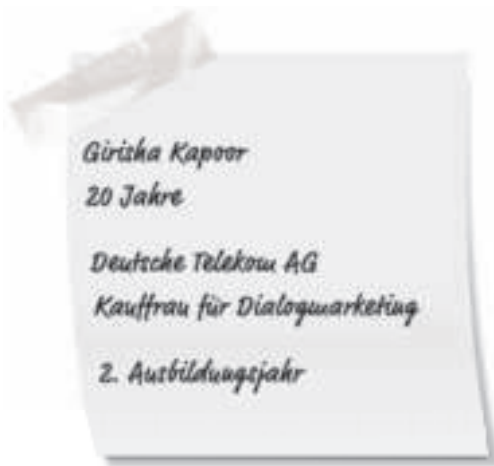 Girisha Kapoor
20 Jahre
Deutsche Telekom AG
Kauffrau für Dialogmarketing
2. Ausbildungsjahr